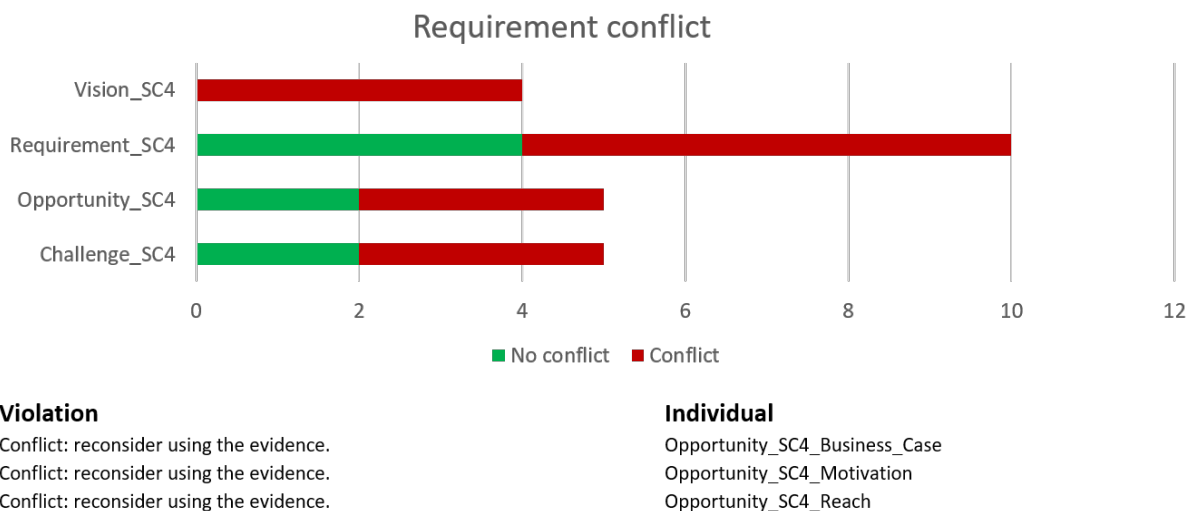 Requirement conflict
Vision_SC4
Requirement_SC4
Opportunity_SC4
Challenge_SC4
0 2 4 6 8 10 12
No conflict Conflict
Violation Individual
Conflict: reconsider using the evidence. Opportunity_SC4_Business_Case
Conflict: reconsider using the evidence. Opportunity_SC4_Motivation
Conflict: reconsider using the evidence. Opportunity_SC4_Reach